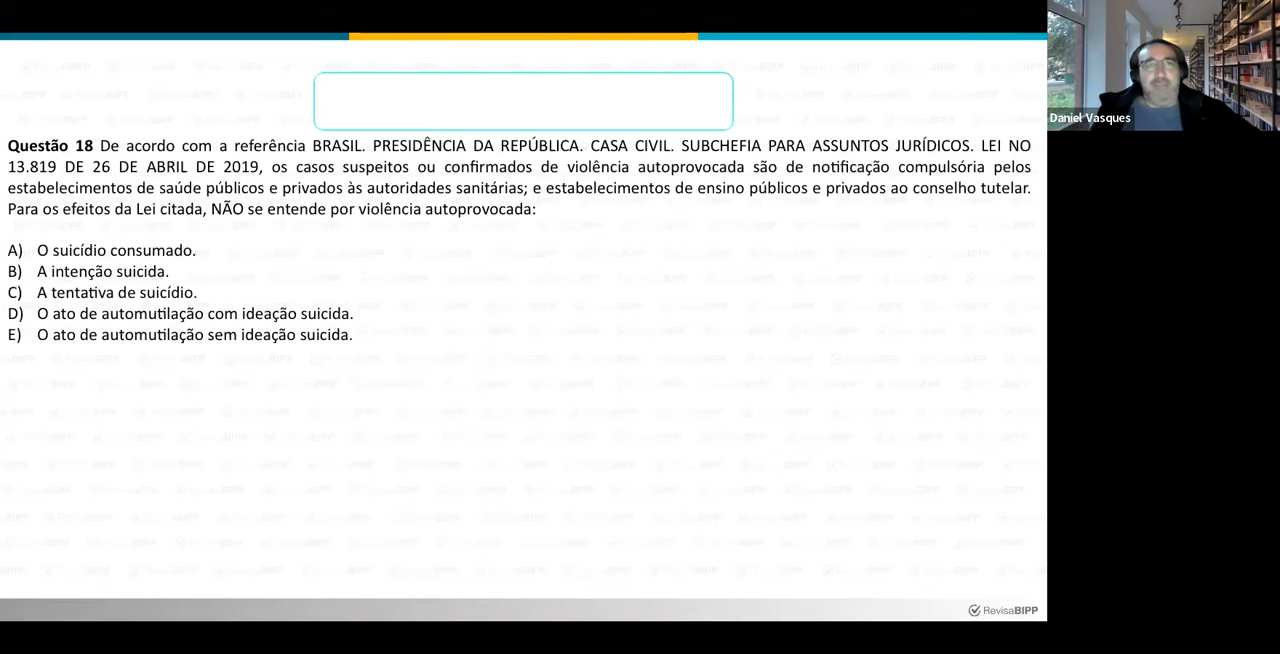 Daniel Vasques
Questão 18 De acordo com a referência BRASIL. PRESIDÊNCIA DA REPÚBLICA. CASA CIVIL. SUBCHEFIA PARA ASSUNTOS JURÍDICOS. LEI NO
13.819 DE 26 DE ABRIL DE 2019, os casos suspeitos ou confirmados de violência autoprovocada são de notificação compulsória pelos
estabelecimentos de saúde públicos e privados às autoridades sanitárias; e estabelecimentos de ensino públicos e privados ao conselho tutelar.
Para os efeitos da Lei citada, NÃO se entende por violência autoprovocada:
A) O suicídio consumado.
B) A intenção suicida.
C) A tentativa de suicídio.
D) O ato de automutilação com ideação suicida.
E) O ato de automutilação sem ideação suicida.
RevisaBIPP